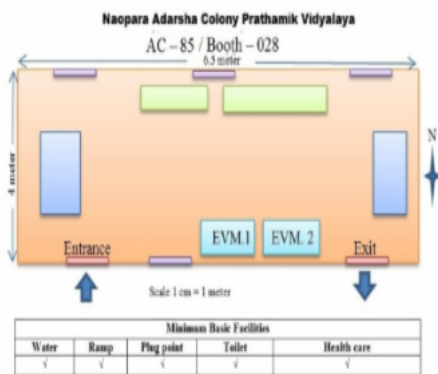 Naopara Adarsha Colony Prathamik Vidyalaya
AC – 85 / Booth – 028
6.5 meter
4 meter
N
EVM.1 EVM. 2
Entrance Exit
Scale 1 cm = 1 meter
Minimum Basic Facilities
Water Ramp Plug point Toilet Health care
√ √ √ √ √